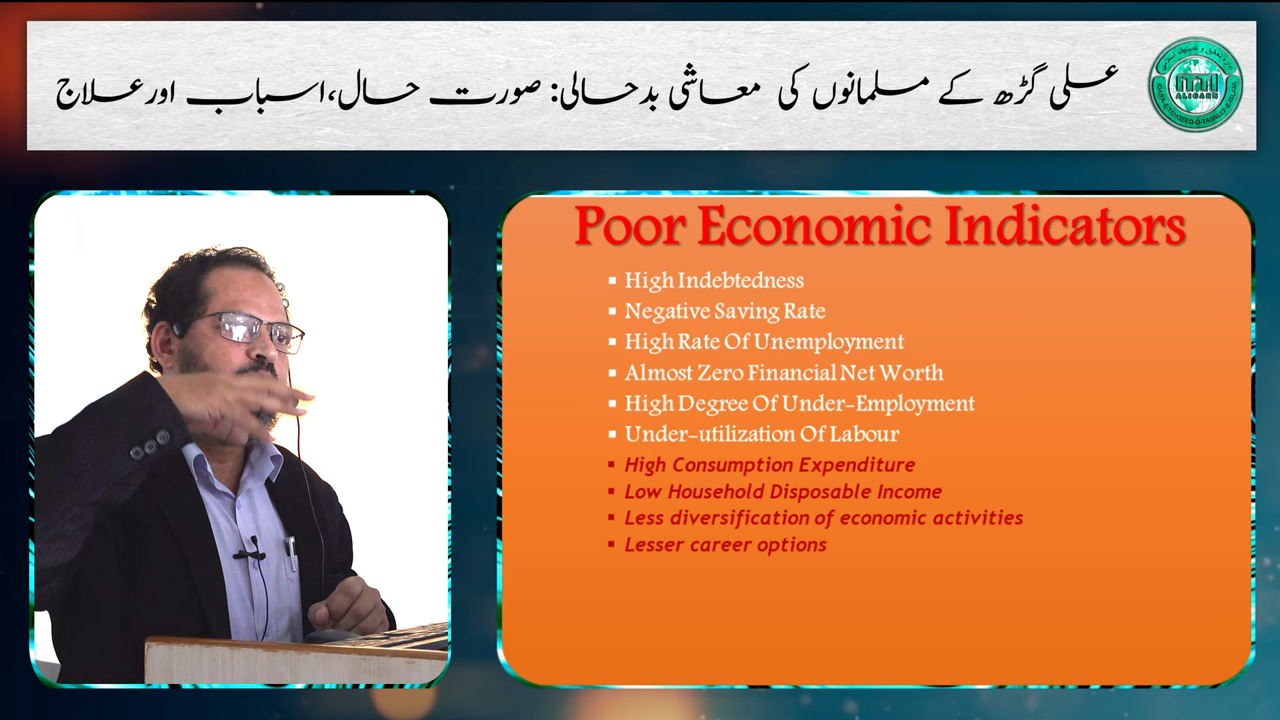 علی گڑھ کے مسلمانوں کی معاشی بدحالی: صورت حال، اسباب اور علاج
ALIGARH
Poor Economic Indicators
▪ High Indebtedness
▪ Negative Saving Rate
▪ High Rate Of Unemployment
▪ Almost Zero Financial Net Worth
▪ High Degree Of Under-Employment
▪ Under-utilization Of Labour
▪ High Consumption Expenditure
▪ Low Household Disposable Income
▪ Less diversification of economic activities
▪ Lesser career options